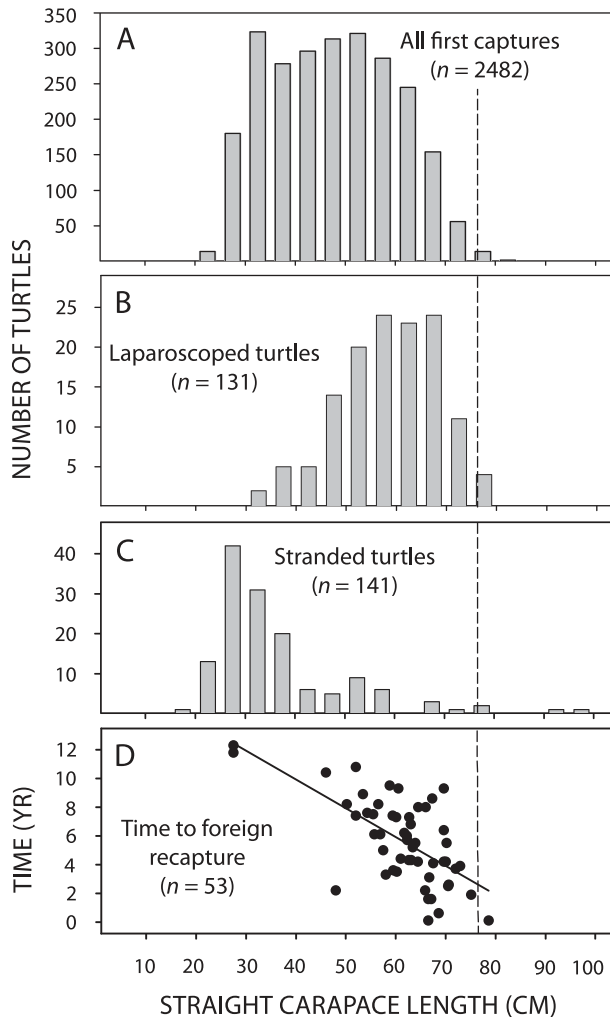 NUMBER OF TURTLES
A
All first captures
(n = 2482)
350
300
250
200
150
100
50
B
Laparoscoped turtles
(n = 131)
25
20
15
10
5
C
Stranded turtles
(n = 141)
40
30
20
10
TIME (YR)
D
Time to foreign
recapture
(n = 53)
12
10
8
6
4
2
0
10 20 30 40 50 60 70 80 90 100
STRAIGHT CARAPACE LENGTH (CM)